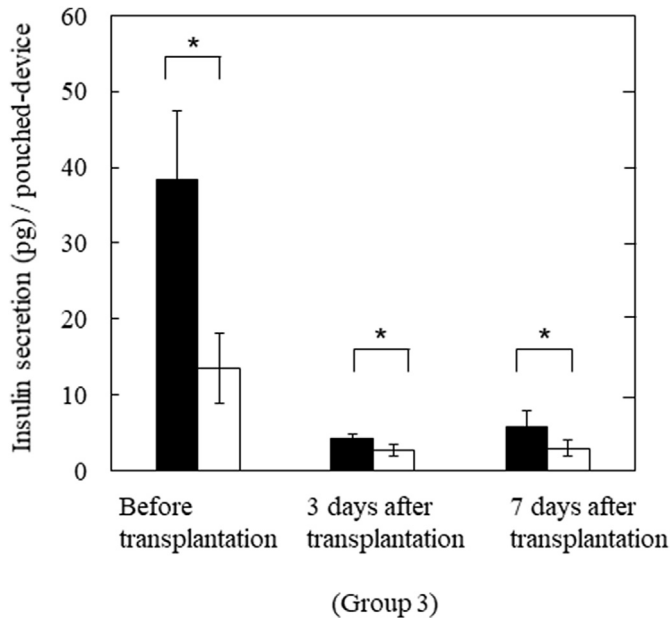 Insulin secretion (pg) / pouched-device
60
50
40
30
20
10
0
*
*
*
Before
transplantation
3 days after
transplantation
7 days after
transplantation
(Group 3)